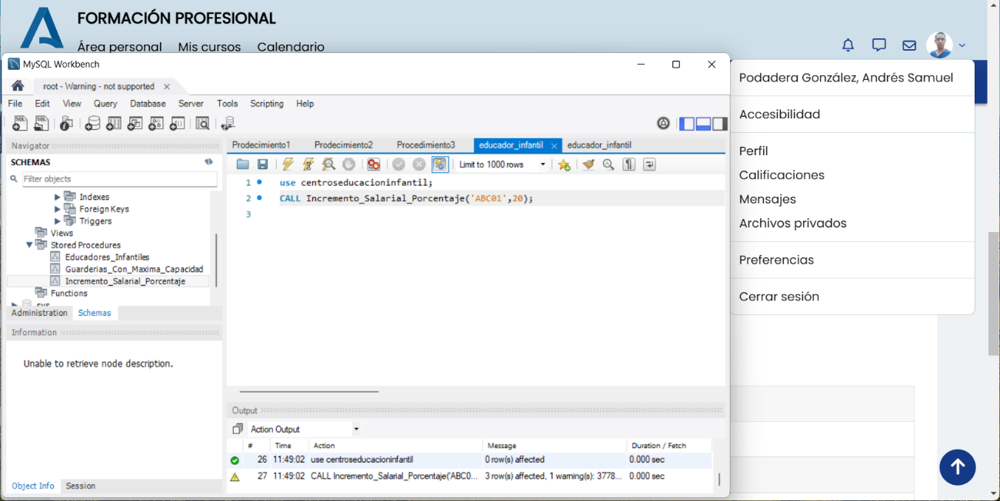 FORMACIÓN PROFESIONAL
Área personal Mis cursos Calendario
MySQL Workbench
root - Warning - not supported
File Edit View Query Database Server Tools Scripting Help
Navigator
SCHEMAS
Filter objects
Indexes
Foreign Keys
Triggers
Views
Stored Procedures
Educadores_Infantiles
Guarderias_Con_Maxima_Capacidad
Incremento_Salarial_Porcentaje
Functions
sys
Administration Schemas
Information
Unable to retrieve node description.
Object Info Session
Prodecimiento1 Prodecimiento2 Procedimiento3 educador_infantil educador_infantil
Limit to 1000 rows
1 use centroseducacioninfantil;
2 CALL Incremento_Salarial_Porcentaje('ABC01',20);
3
Output
Action Output
# Time Action Message Duration / Fetch
26 11:49:02 use centroseducacioninfantil 0 row(s) affected 0.000 sec
27 11:49:02 CALL Incremento_Salarial_Porcentaje('ABC0... 3 row(s) affected, 1 warning(s): 3778... 0.000 sec
Podadera González, Andrés Samuel
Accesibilidad
Perfil
Calificaciones
Mensajes
Archivos privados
Preferencias
Cerrar sesión